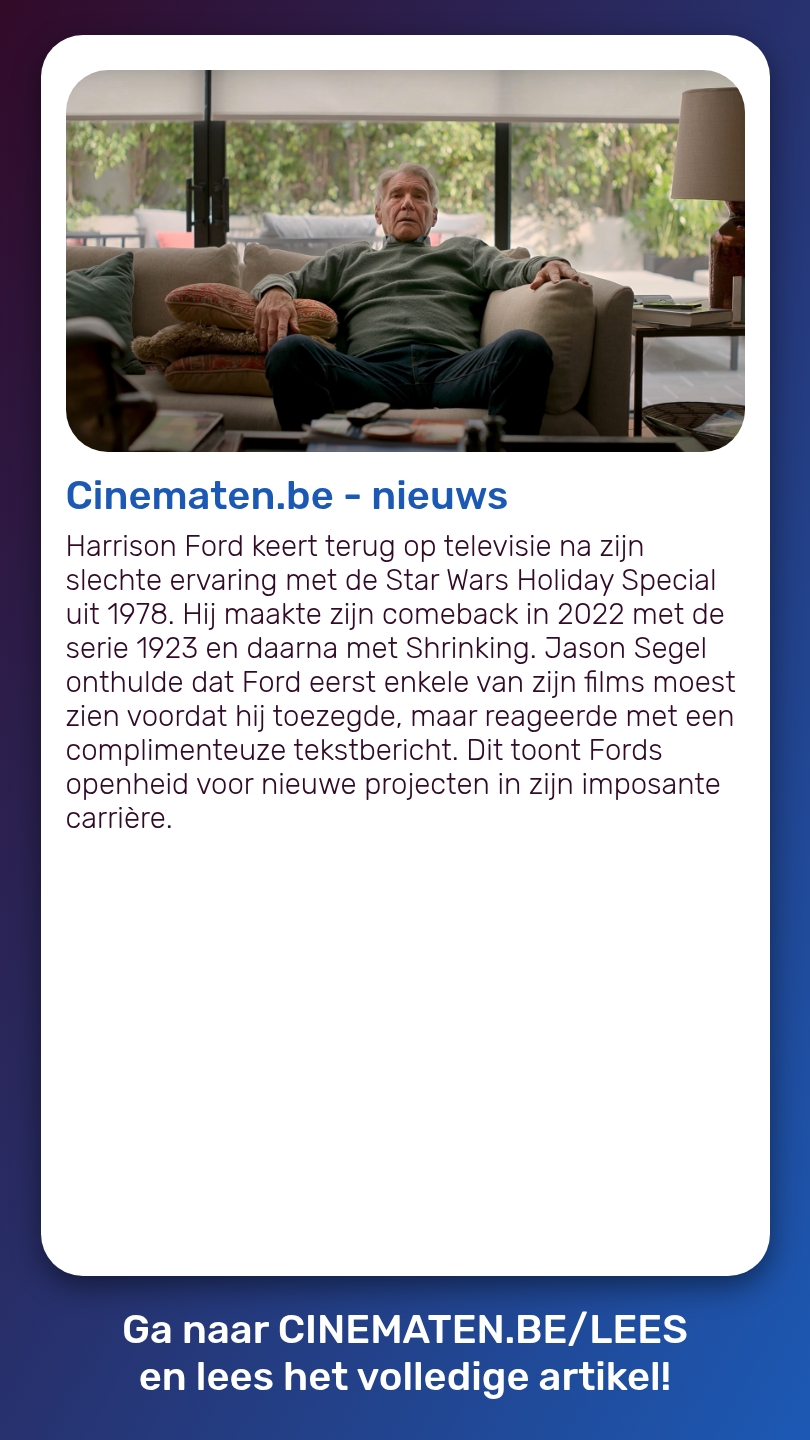 Cinematen.be - nieuws
Harrison Ford keert terug op televisie na zijn
slechte ervaring met de Star Wars Holiday Special
uit 1978. Hij maakte zijn comeback in 2022 met de
serie 1923 en daarna met Shrinking. Jason Segel
onthulde dat Ford eerst enkele van zijn films moest
zien voordat hij toezegde, maar reageerde met een
complimenteuze tekstbericht. Dit toont Fords
openheid voor nieuwe projecten in zijn imposante
carrière.
Ga naar CINEMATEN.BE/LEES
en lees het volledige artikel!